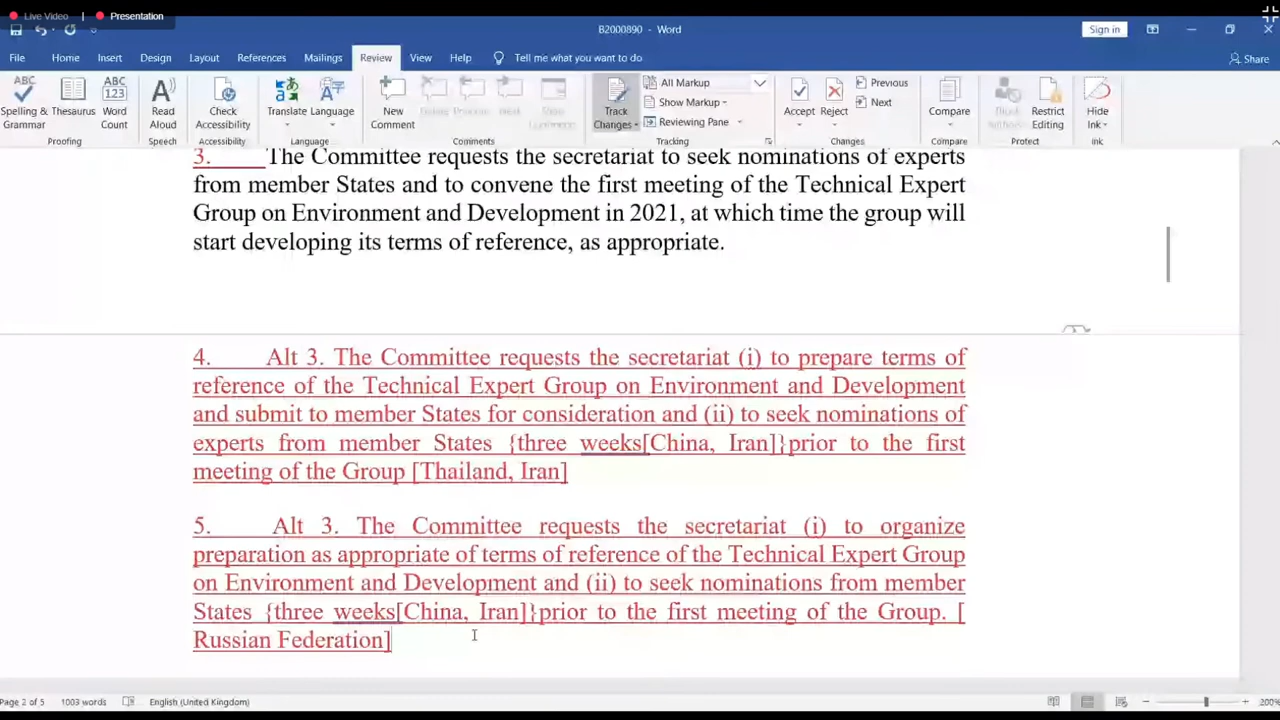 Live Video | Presentation
B2000890 - Word
Sign in
File Home Insert Design Layout References Mailings Review View Help Tell me what you want to do Share
ABC ABC 123 A All Markup Previous
Spelling & Grammar Thesaurus Word Count Read Aloud Check Accessibility Translate Language New Comment Track Changes Show Markup Accept Reject Next Compare Restrict Editing Hide Ink
Reviewing Pane
Proofing Speech Accessibility Language Comments Tracking Changes Compare Protect Ink
3. The Committee requests the secretariat to seek nominations of experts
from member States and to convene the first meeting of the Technical Expert
Group on Environment and Development in 2021, at which time the group will
start developing its terms of reference, as appropriate.
4. Alt 3. The Committee requests the secretariat (i) to prepare terms of
reference of the Technical Expert Group on Environment and Development
and submit to member States for consideration and (ii) to seek nominations of
experts from member States {three weeks[China, Iran]}prior to the first
meeting of the Group [Thailand, Iran]
5. Alt 3. The Committee requests the secretariat (i) to organize
preparation as appropriate of terms of reference of the Technical Expert Group
on Environment and Development and (ii) to seek nominations from member
States {three weeks[China, Iran]}prior to the first meeting of the Group. [
Russian Federation]
Page 2 of 5 1003 words English (United Kingdom) 200%